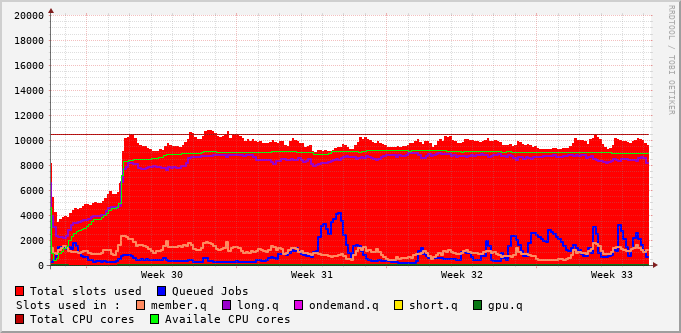 20000
18000
16000
14000
12000
10000
8000
6000
4000
2000
0
Week 30 Week 31 Week 32 Week 33
RRDTOOL / TOBI OETIKER
Total slots used Queued Jobs
Slots used in : member.q long.q ondemand.q short.q gpu.q
Total CPU cores Availale CPU cores